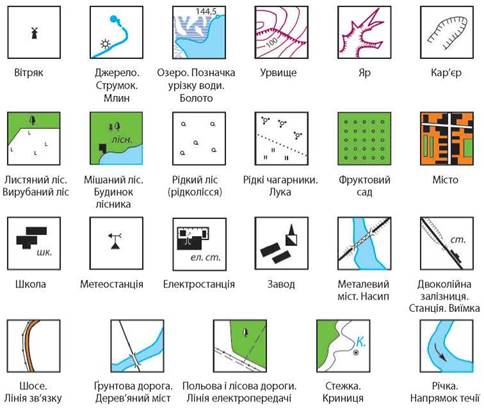 144,5
100
Вітряк
Джерело.
Струмок.
Млин
Озеро. Позначка
урізку води.
Болото
Урвище
Яр
Кар'єр
лісн.
Листяний ліс.
Вирубаний ліс
Мішаний ліс.
Будинок
лісника
Рідкий ліс
(рідколісся)
Рідкі чагарники.
Лука
Фруктовий
сад
Місто
шк.
ел. ст.
ст.
Школа
Метеостанція
Електростанція
Завод
Металевий
міст. Насип
Двоколійна
залізниця.
Станція. Виїмка
К.
Шосе.
Лінія зв'язку
Ґрунтова дорога.
Дерев'яний міст
Польова і лісова дороги.
Лінія електропередачі
Стежка.
Криниця
Річка.
Напрямок течії